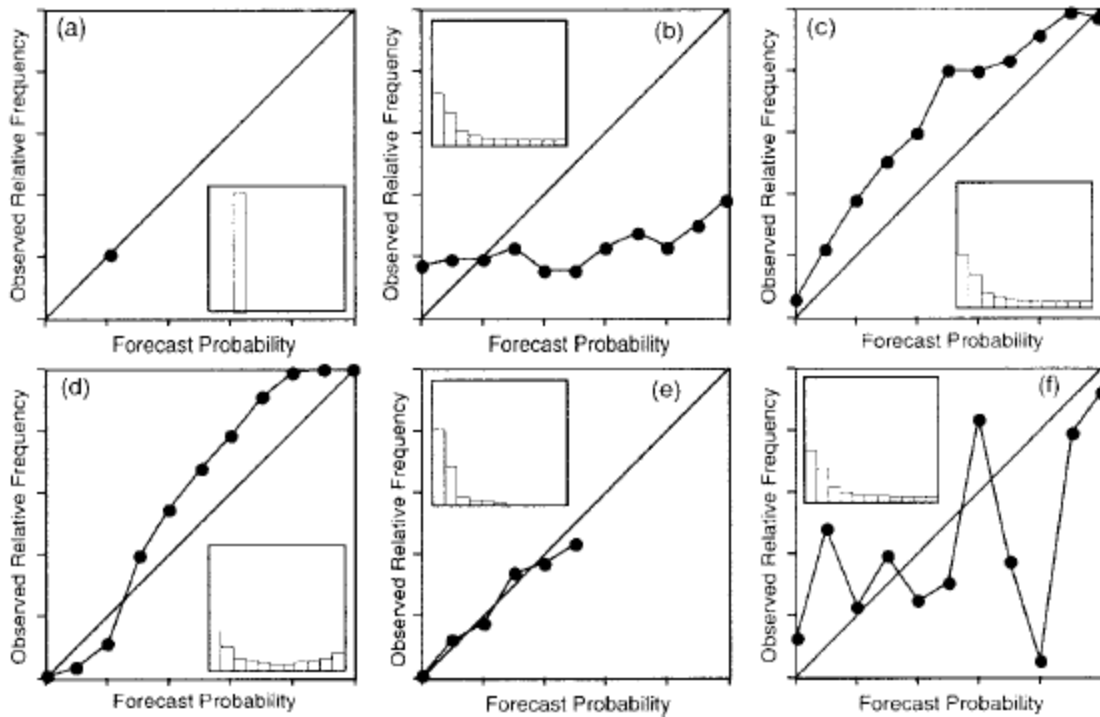 (a)
Observed Relative Frequency
Forecast Probability
(b)
Observed Relative Frequency
Forecast Probability
(c)
Observed Relative Frequency
Forecast Probability
(d)
Observed Relative Frequency
Forecast Probability
(e)
Observed Relative Frequency
Forecast Probability
(f)
Observed Relative Frequency
Forecast Probability